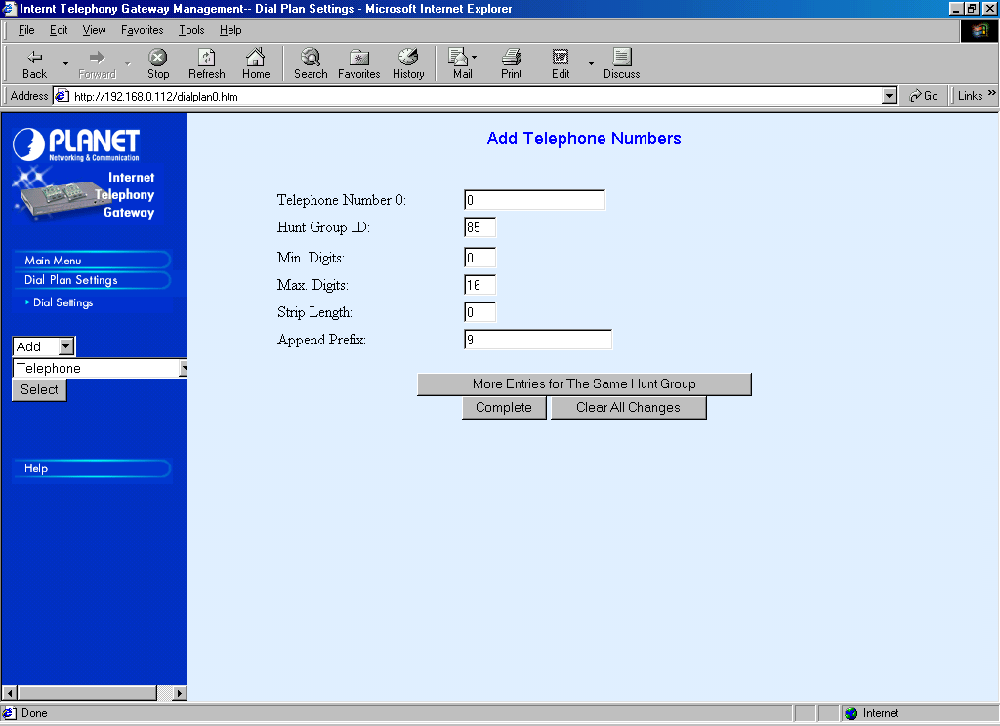 Internt Telephony Gateway Management-- Dial Plan Settings - Microsoft Internet Explorer
File Edit View Favorites Tools Help
Back Forward Stop Refresh Home Search Favorites History Mail Print Edit Discuss
Address http://192.168.0.112/dialplan0.htm Go Links »
PLANET
Networking & Communication
Internet
Telephony
Gateway
Main Menu
Dial Plan Settings
Dial Settings
Add
Telephone
Select
Help
Add Telephone Numbers
Telephone Number 0: 0
Hunt Group ID: 85
Min. Digits: 0
Max. Digits: 16
Strip Length: 0
Append Prefix: 9
More Entries for The Same Hunt Group
Complete Clear All Changes
Done Internet